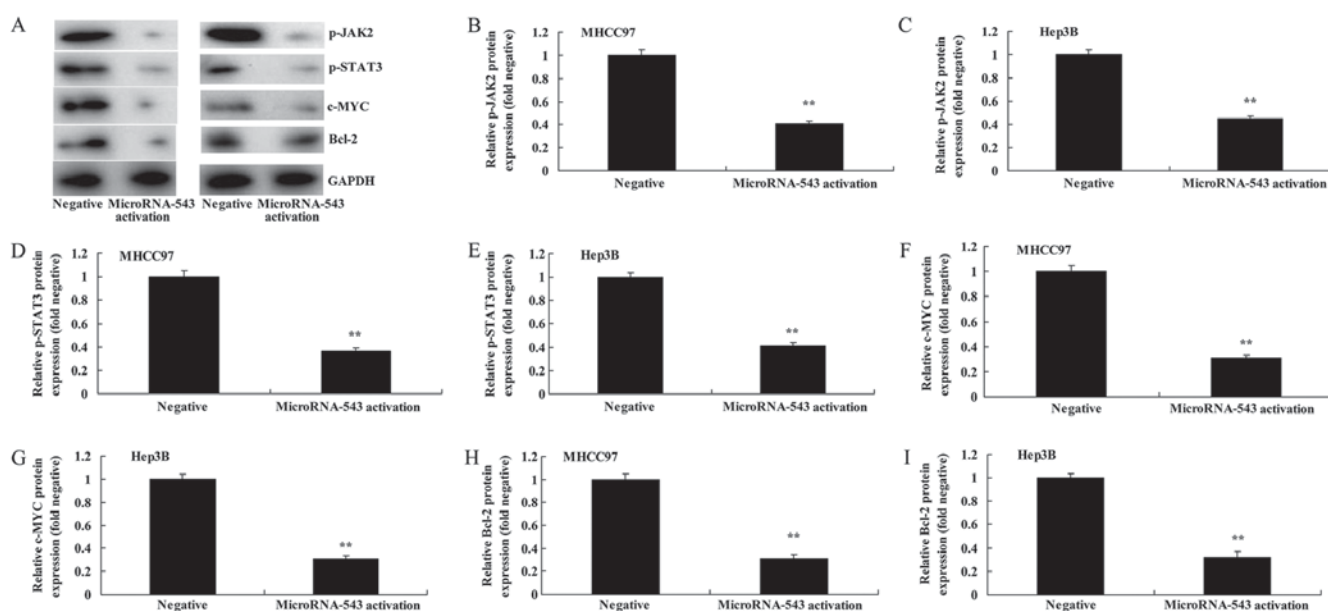 A
p-JAK2
p-STAT3
c-MYC
Bcl-2
GAPDH
Negative MicroRNA-543
activation
Negative MicroRNA-543
activation
B
MHCC97
Relative p-JAK2 protein
expression (fold negative)
1.2
1
0.8
0.6
0.4
0.2
0
**
Negative
MicroRNA-543 activation
C
Hep3B
Relative p-JAK2 protein
expression (fold negative)
1.2
1
0.8
0.6
0.4
0.2
0
**
Negative
MicroRNA-543 activation
D
MHCC97
Relative p-STAT3 protein
expression (fold negative)
1.2
1
0.8
0.6
0.4
0.2
0
**
Negative
MicroRNA-543 activation
E
Hep3B
Relative p-STAT3 protein
expression (fold negative)
1.2
1
0.8
0.6
0.4
0.2
0
**
Negative
MicroRNA-543 activation
F
MHCC97
Relative c-MYC protein
expression (fold negative)
1.2
1
0.8
0.6
0.4
0.2
0
**
Negative
MicroRNA-543 activation
G
Hep3B
Relative c-MYC protein
expression (fold negative)
1.2
1
0.8
0.6
0.4
0.2
0
**
Negative
MicroRNA-543 activation
H
MHCC97
Relative Bcl-2 protein
expression (fold negative)
1.2
1
0.8
0.6
0.4
0.2
0
**
Negative
MicroRNA-543 activation
I
Hep3B
Relative Bcl-2 protein
expression (fold negative)
1.2
1
0.8
0.6
0.4
0.2
0
**
Negative
MicroRNA-543 activation